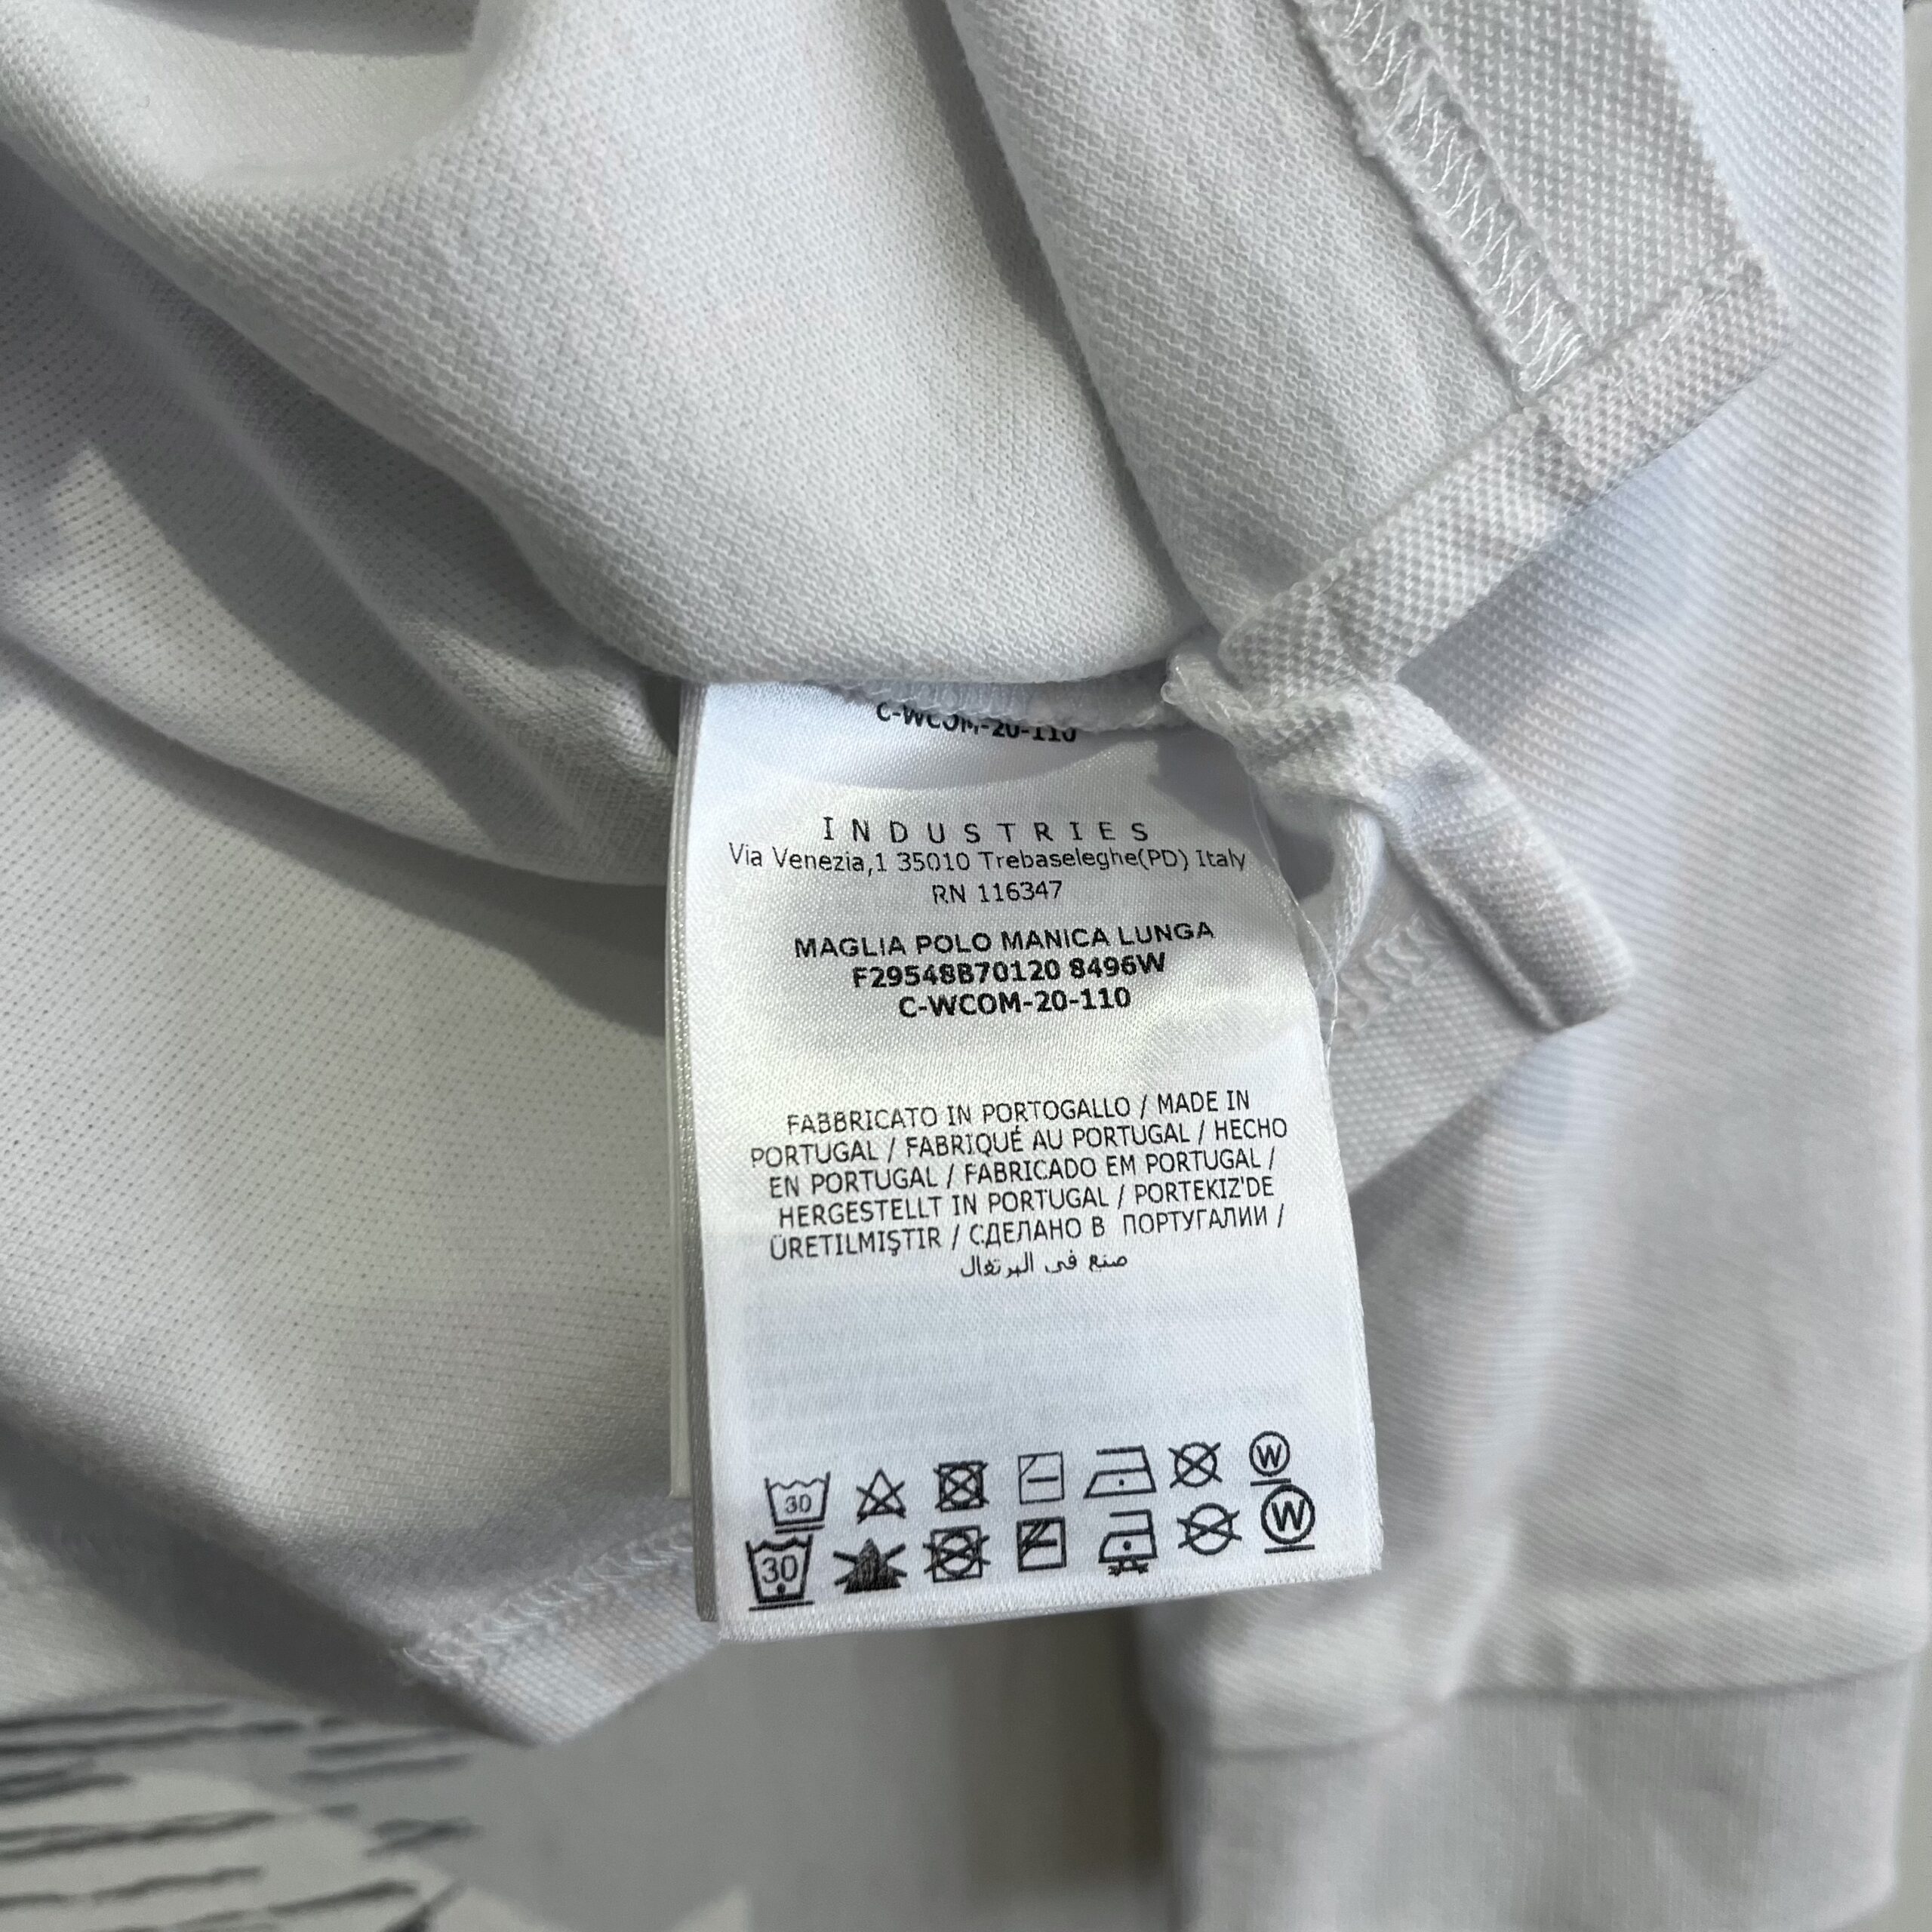 C-WCOM-20-110
INDUSTRIES
Via Venezia,1 35010 Trebaseleghe(PD) Italy
RN 116347
MAGLIA POLO MANICA LUNGA
F29548B70120 8496W
C-WCOM-20-110
FABBRICATO IN PORTOGALLO / MADE IN
PORTUGAL / FABRIQUÉ AU PORTUGAL / HECHO
EN PORTUGAL / FABRICADO EM PORTUGAL /
HERGESTELLT IN PORTUGAL / PORTEKIZ'DE
ÜRETILMIŞTIR / СДЕЛАНО В ПОРТУГАЛИИ /
صنع في البرتغال
30 W
30 W